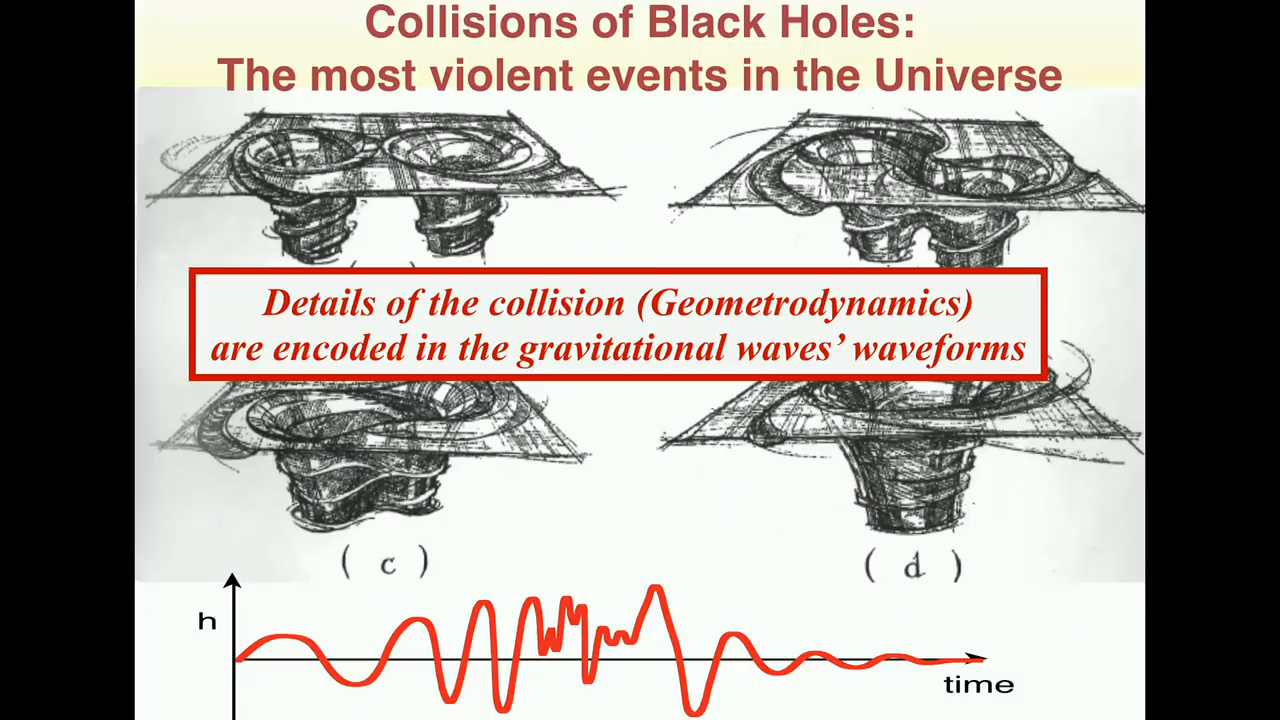 Collisions of Black Holes:
The most violent events in the Universe
Details of the collision (Geometrodynamics)
are encoded in the gravitational waves’ waveforms
( c )
( d )
h
time